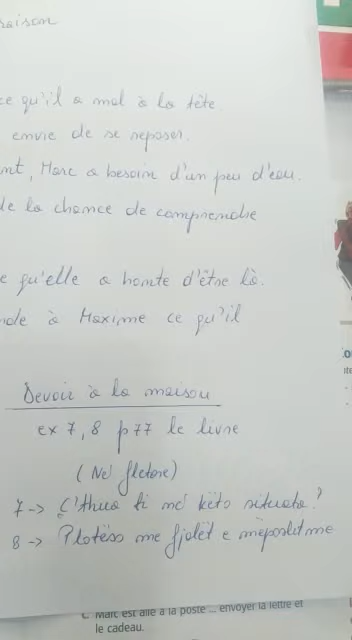 raison
ce qu'il a mal à la tête
envie de se reposer.
nt, Marc a besoin d'un peu d'eau.
de la chance de comprendre
e qu'elle a honte d'être là.
nde à Maxime ce qu'il
Devoir à la maison
ex 7, 8 p 77 le livre
(Në fletore)
7 -> Ç'thua ti në këto situata?
8 -> Plotëso me fjalët e mëposhtme
Marc est allé à la poste ... envoyer la lettre et
le cadeau.